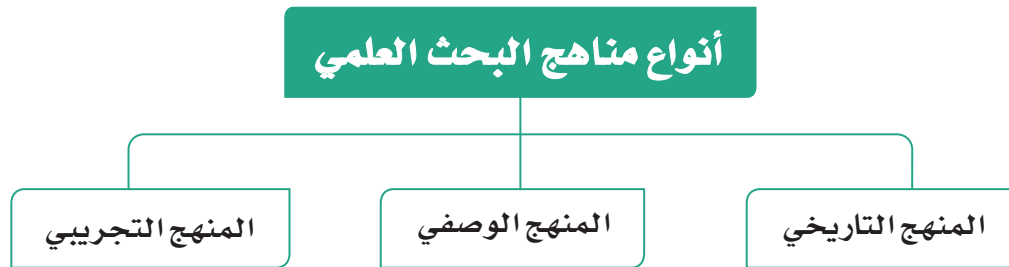 أنواع مناهج البحث العلمي
المنهج التاريخي
المنهج الوصفي
المنهج التجريبي